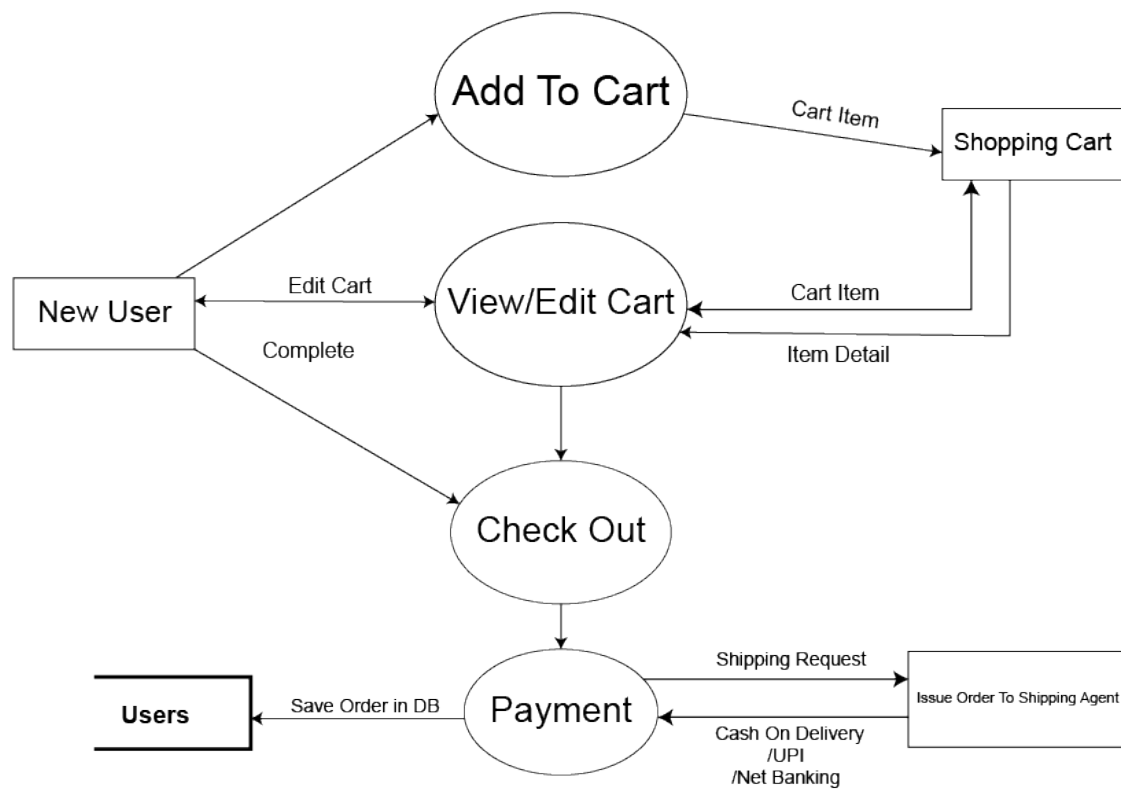 Add To Cart
Cart Item
Shopping Cart
New User
Edit Cart
View/Edit Cart
Cart Item
Complete
Item Detail
Check Out
Shipping Request
Issue Order To Shipping Agent
Users
Save Order in DB
Payment
Cash On Delivery
/UPI
/Net Banking